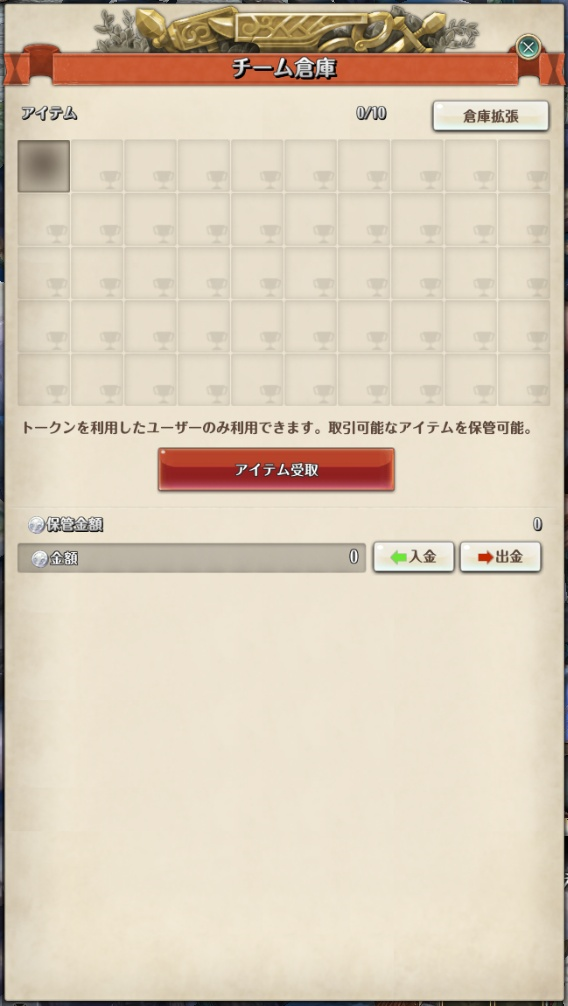 チーム倉庫
アイテム 0/10 倉庫拡張
トークンを利用したユーザーのみ利用できます。取引可能なアイテムを保管可能。
アイテム受取
保管金額 0
金額 0 入金 出金